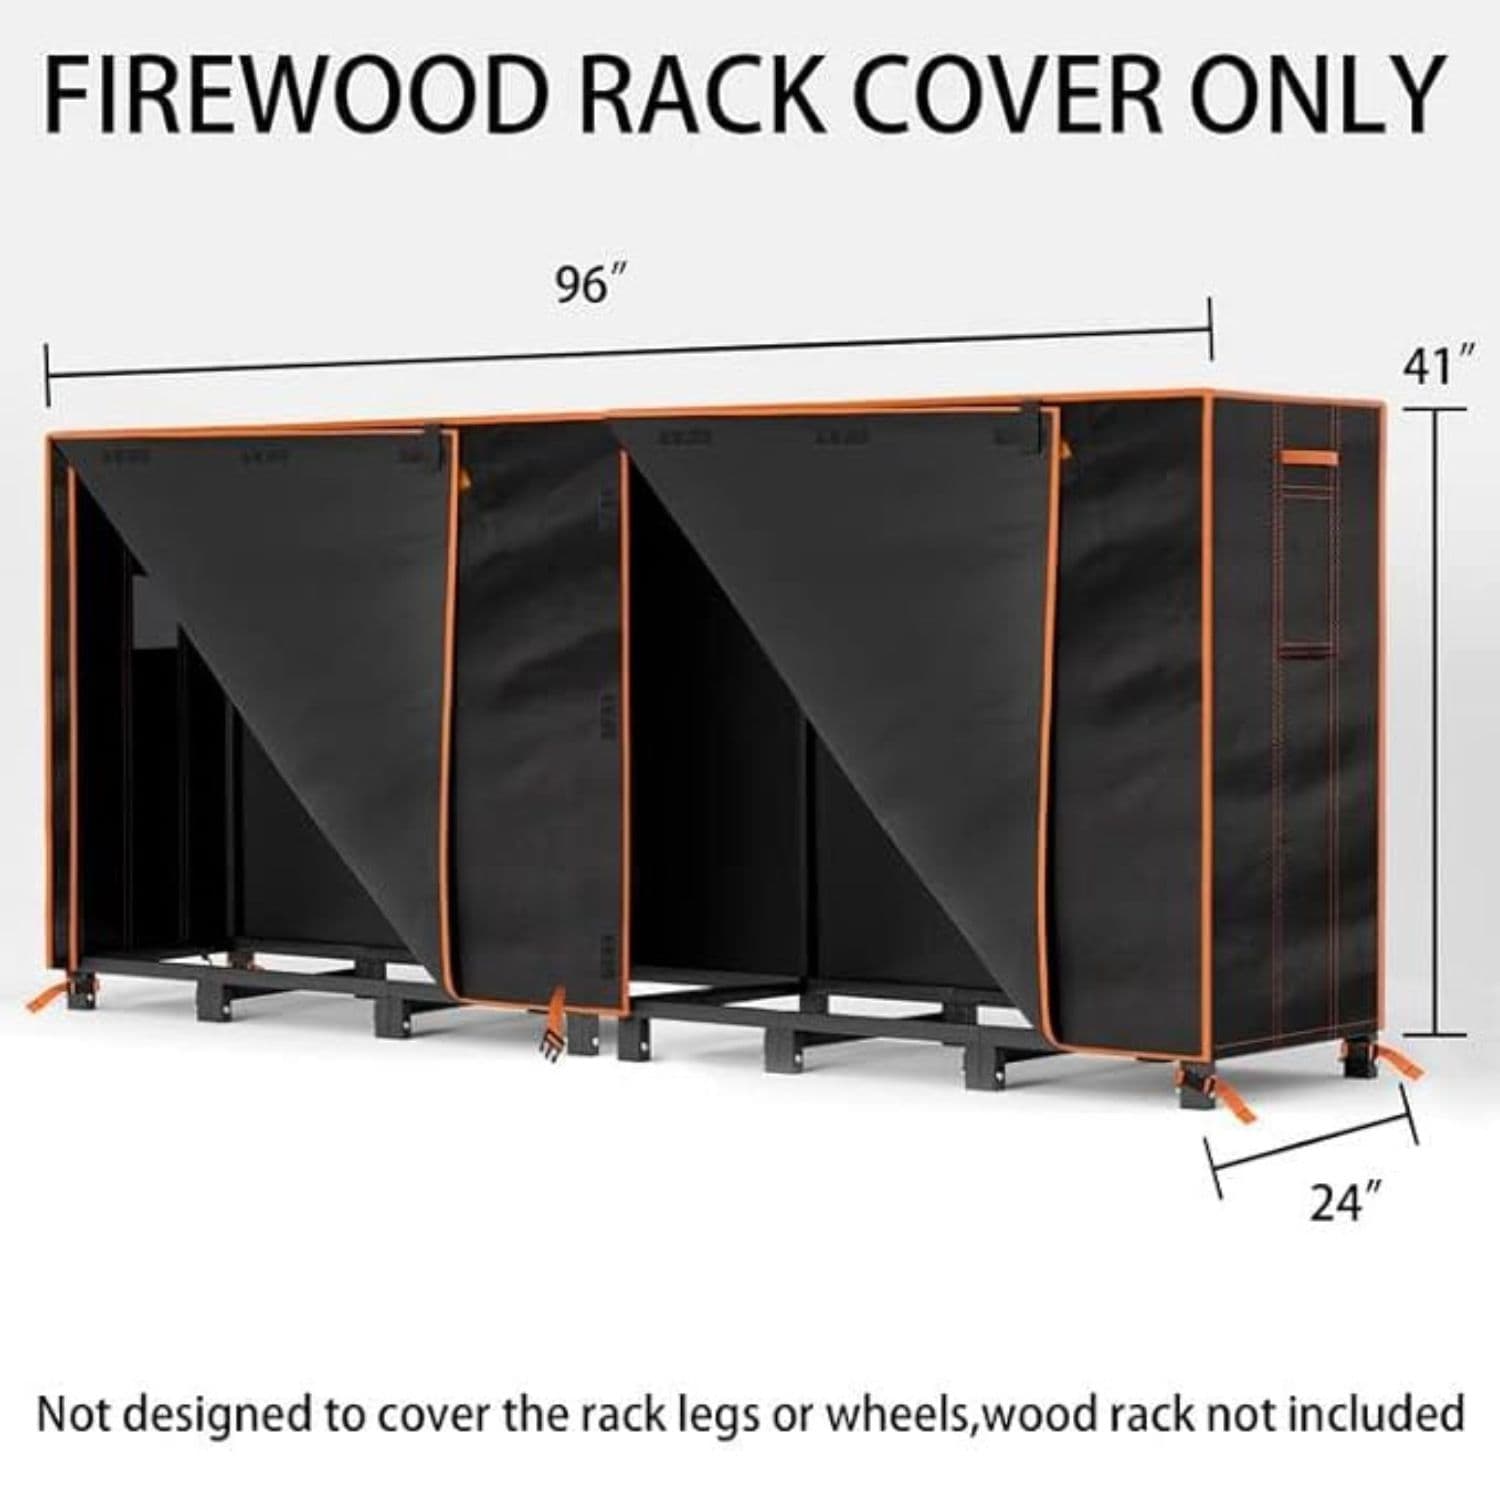 FIREWOOD RACK COVER ONLY
96″
41″
24″
Not designed to cover the rack legs or wheels,wood rack not included